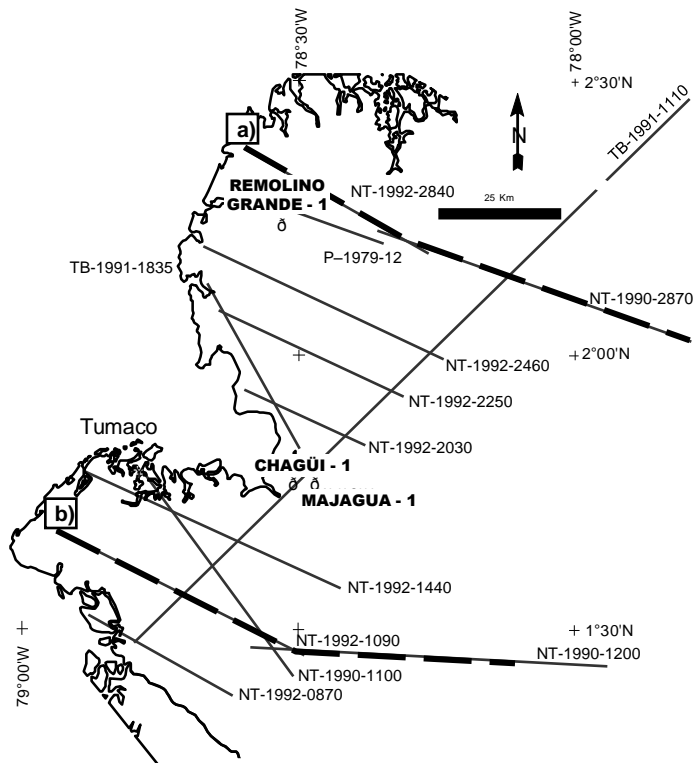 78°30'W
78°00'W
2°30'N
TB-1991-1110
N
a)
REMOLINO
GRANDE - 1
ð
NT-1992-2840
25 Km
P–1979-12
TB-1991-1835
NT-1990-2870
2°00'N
NT-1992-2460
NT-1992-2250
NT-1992-2030
Tumaco
CHAGÜI - 1
ð ð
MAJAGUA - 1
b)
NT-1992-1440
1°30'N
NT-1992-1090
NT-1990-1200
NT-1990-1100
NT-1992-0870
79°00'W